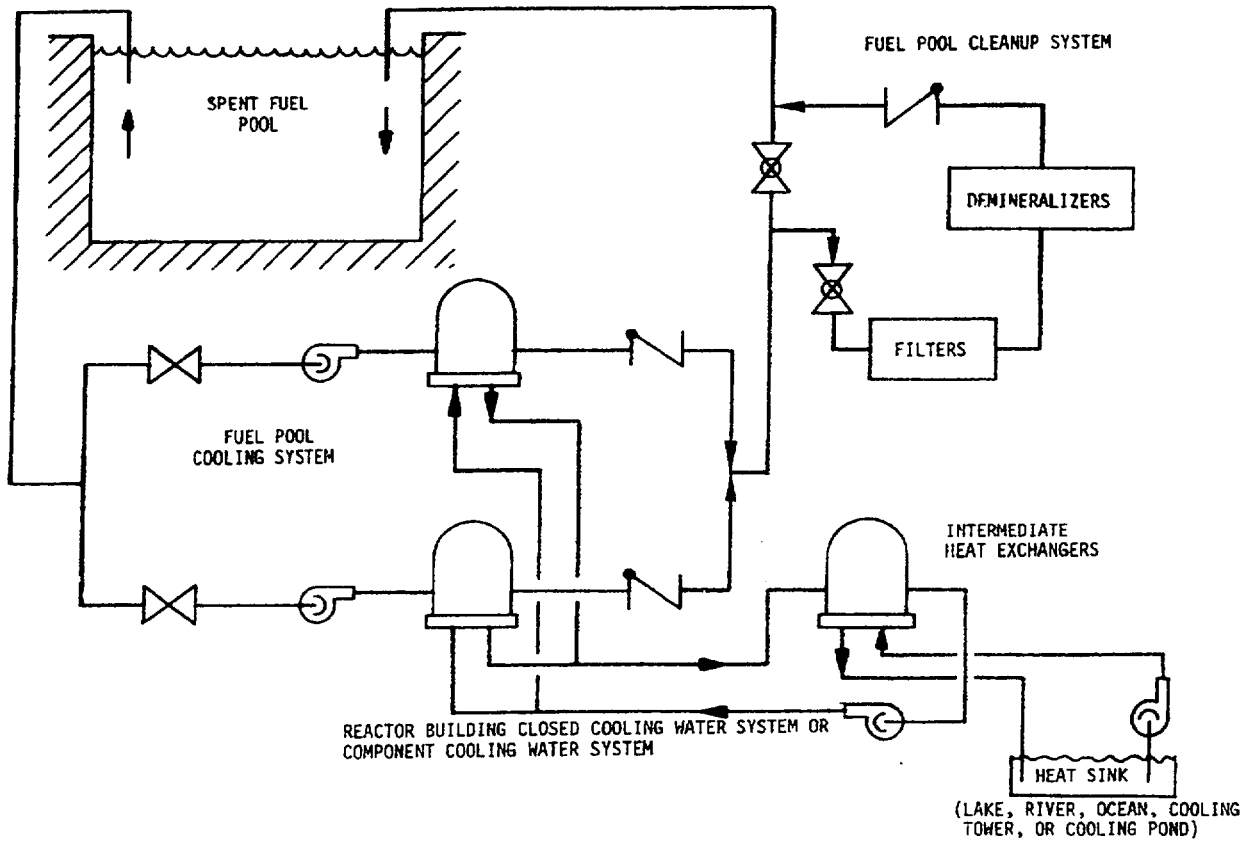 FUEL POOL CLEANUP SYSTEM
SPENT FUEL
POOL
DEMINERALIZERS
FILTERS
FUEL POOL
COOLING SYSTEM
INTERMEDIATE
HEAT EXCHANGERS
REACTOR BUILDING CLOSED COOLING WATER SYSTEM OR
COMPONENT COOLING WATER SYSTEM
HEAT SINK
(LAKE, RIVER, OCEAN, COOLING
TOWER, OR COOLING POND)